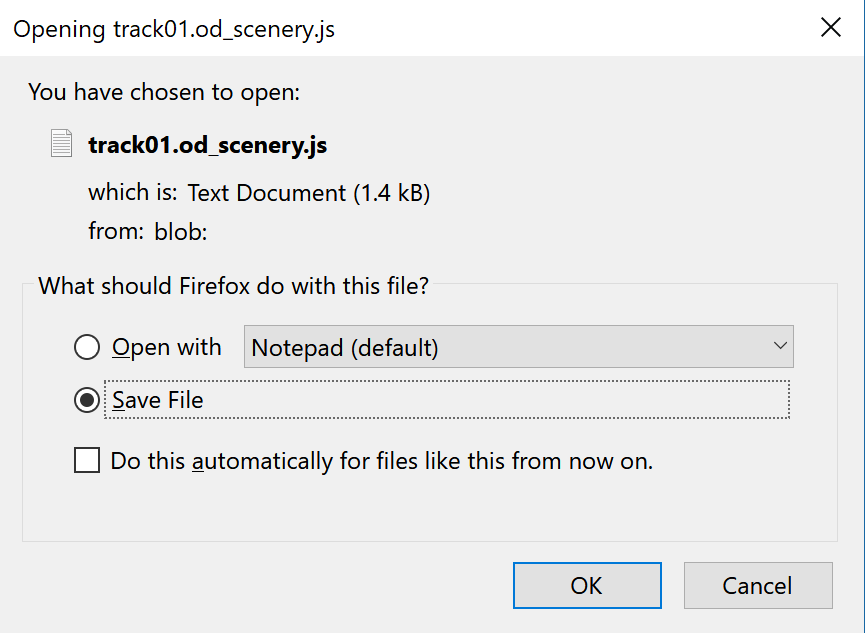 Opening track01.od_scenery.js
You have chosen to open:
track01.od_scenery.js
which is: Text Document (1.4 kB)
from: blob:
What should Firefox do with this file?
Open with Notepad (default)
Save File
Do this automatically for files like this from now on.
OK Cancel